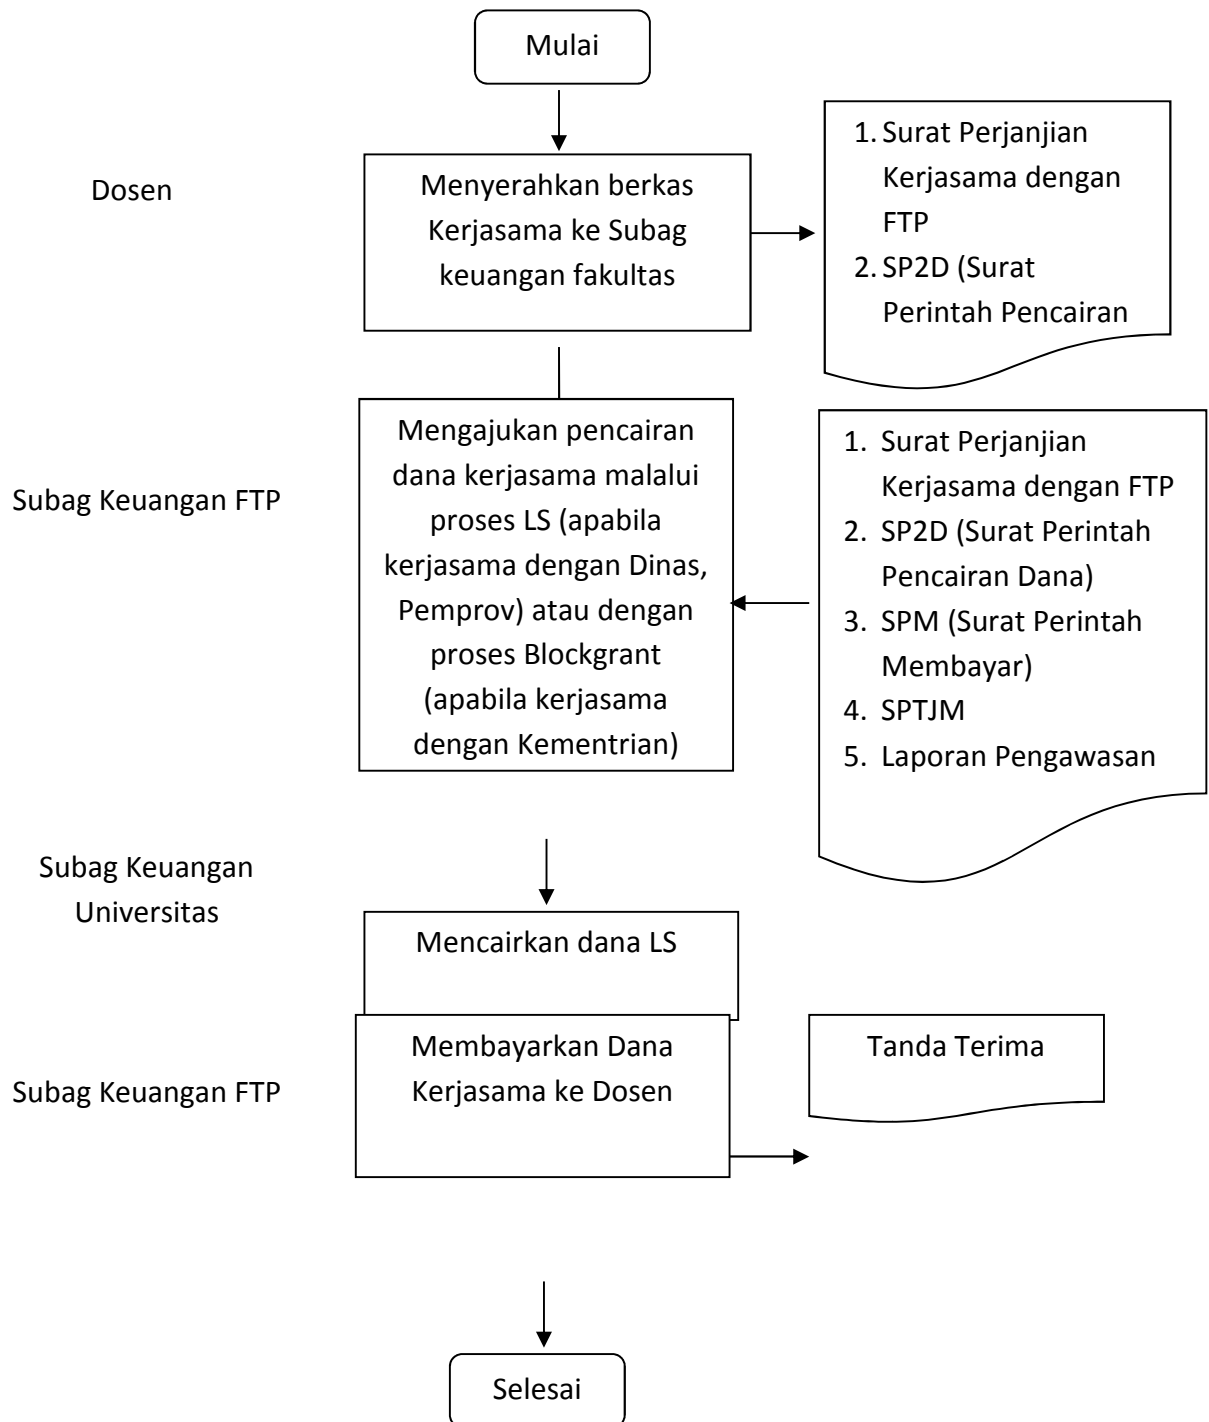 Mulai
Dosen
Menyerahkan berkas
Kerjasama ke Subag
keuangan fakultas
1. Surat Perjanjian
Kerjasama dengan
FTP
2. SP2D (Surat
Perintah Pencairan
Subag Keuangan FTP
Mengajukan pencairan
dana kerjasama malalui
proses LS (apabila
kerjasama dengan Dinas,
Pemprov) atau dengan
proses Blockgrant
(apabila kerjasama
dengan Kementrian)
1. Surat Perjanjian
Kerjasama dengan FTP
2. SP2D (Surat Perintah
Pencairan Dana)
3. SPM (Surat Perintah
Membayar)
4. SPTJM
5. Laporan Pengawasan
Subag Keuangan
Universitas
Mencairkan dana LS
Subag Keuangan FTP
Membayarkan Dana
Kerjasama ke Dosen
Tanda Terima
Selesai